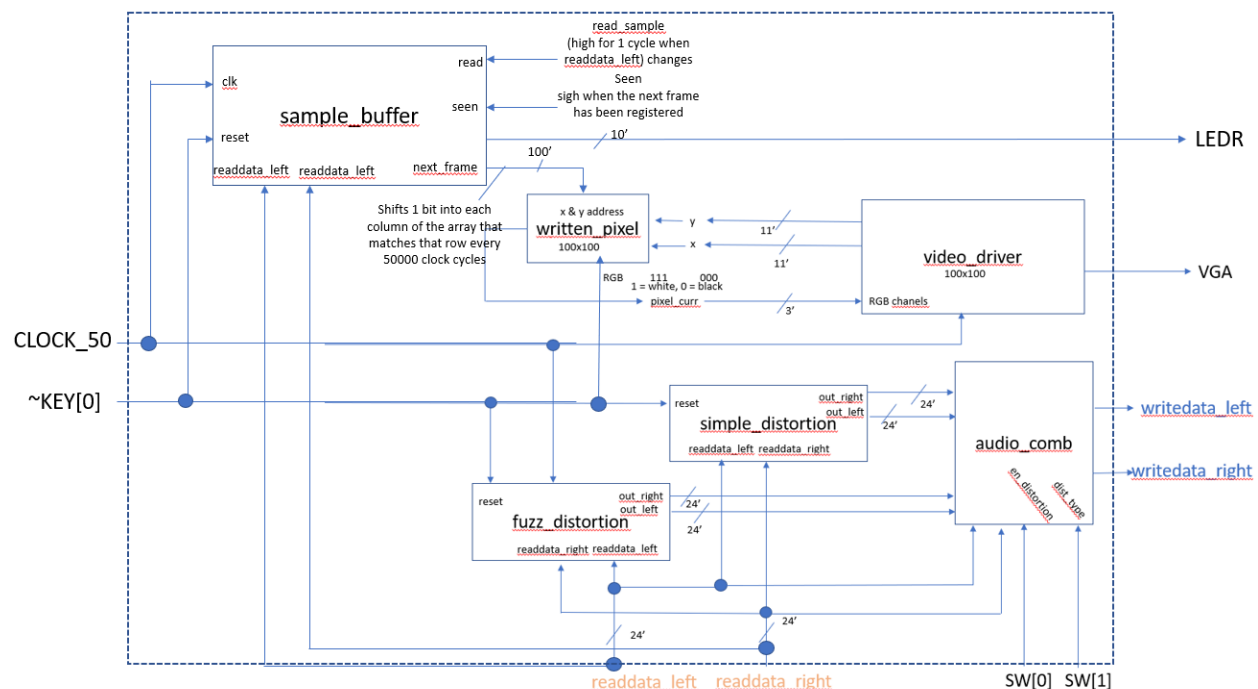 read_sample
(high for 1 cycle when
readdata_left) changes
read
clk
Seen
sigh when the next frame
has been registered
seen
sample_buffer
reset
10'
LEDR
100'
readdata_left readdata_left
next_frame
Shifts 1 bit into each
column of the array that
matches that row every
50000 clock cycles
x & y address
written_pixel
100x100
y
11'
x
11'
video_driver
100x100
VGA
RGB 111 000
1 = white, 0 = black
pixel_curr
3'
RGB chanels
CLOCK_50
~KEY[0]
reset
out_right
out_left
24'
24'
simple_distortion
readdata_left readdata_right
writedata_left
audio_comb
writedata_right
en_distortion
dist_type
reset
out_right
out_left
24'
24'
fuzz_distortion
readdata_right readdata_left
24'
24'
readdata_left readdata_right
SW[0] SW[1]